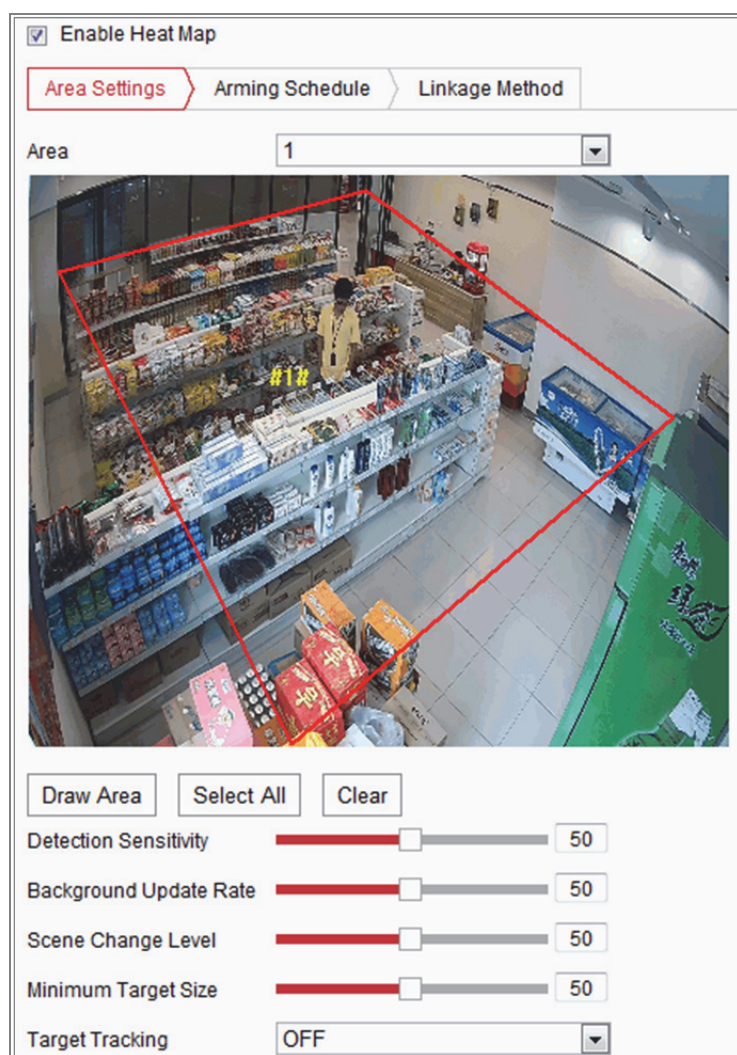 Enable Heat Map
Area Settings Arming Schedule Linkage Method
Area 1
#1#
Draw Area Select All Clear
Detection Sensitivity 50
Background Update Rate 50
Scene Change Level 50
Minimum Target Size 50
Target Tracking OFF